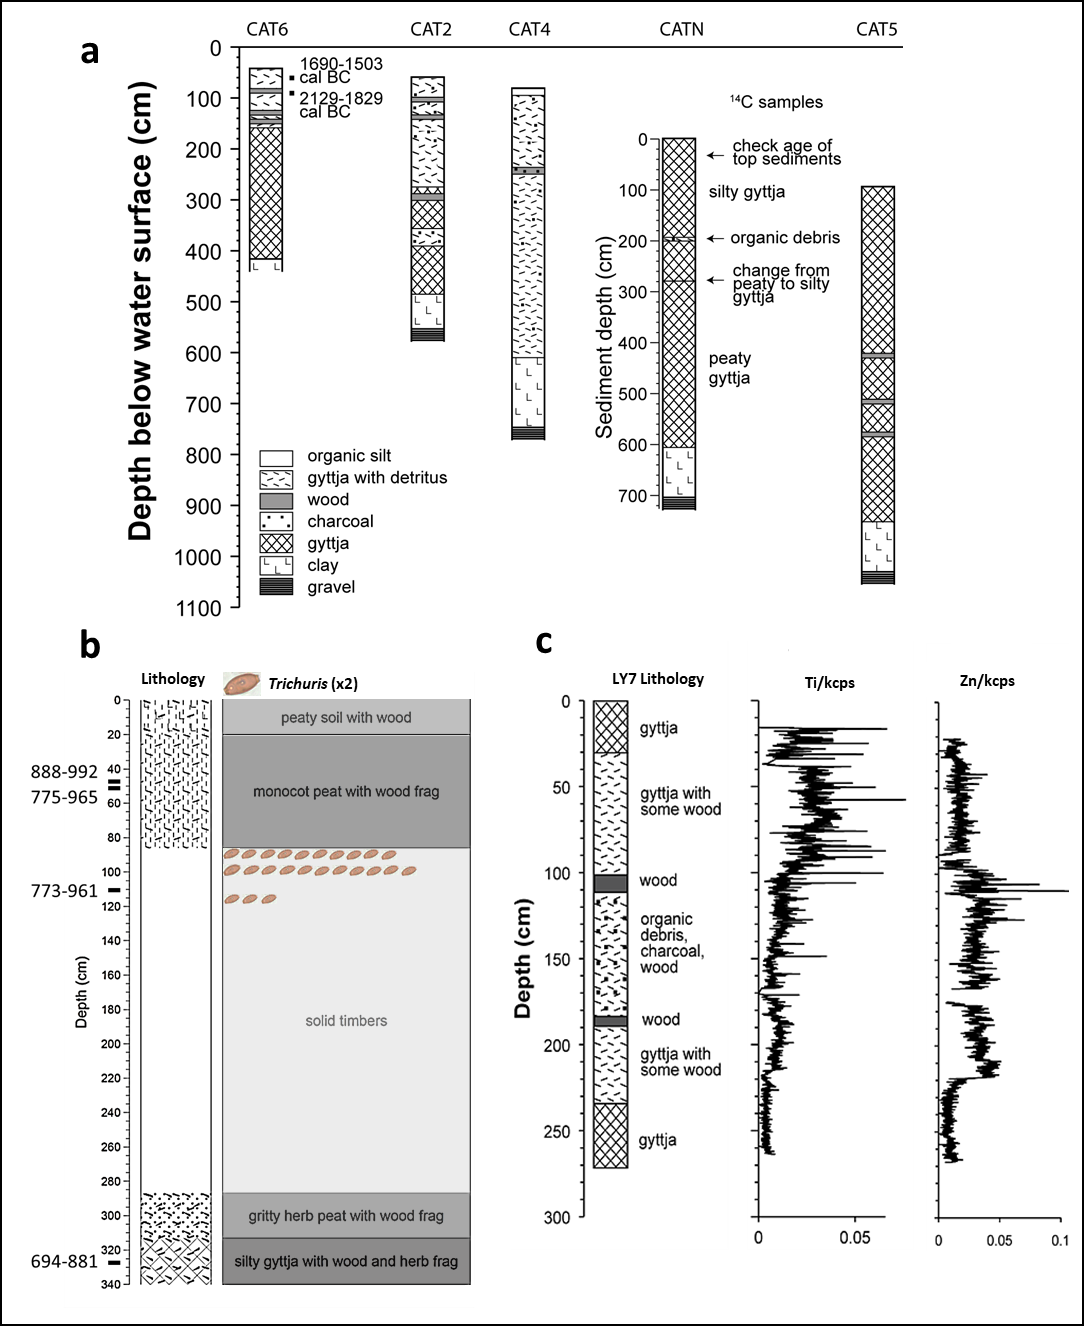 a
CAT6
CAT2
CAT4
CATN
CAT5
Depth below water surface (cm)
0
100
200
300
400
500
600
700
800
900
1000
1100
1690-1503
cal BC
2129-1829
cal BC
organic silt
gyttja with detritus
wood
charcoal
gyttja
clay
gravel
14C samples
Sediment depth (cm)
0
100
200
300
400
500
600
700
check age of
top sediments
silty gyttja
organic debris
change from
peaty to silty
gyttja
peaty
gyttja
b
Lithology
Trichuris (x2)
Depth (cm)
0
20
40
60
80
100
120
140
160
180
200
220
240
260
280
300
320
340
888-992
775-965
773-961
694-881
peaty soil with wood
monocot peat with wood frag
solid timbers
gritty herb peat with wood frag
silty gyttja with wood and herb frag
c
LY7 Lithology
Ti/kcps
Zn/kcps
Depth (cm)
0
50
100
150
200
250
300
gyttja
gyttja with
some wood
wood
organic
debris,
charcoal,
wood
wood
gyttja with
some wood
gyttja
0
0.05
0
0.05
0.1